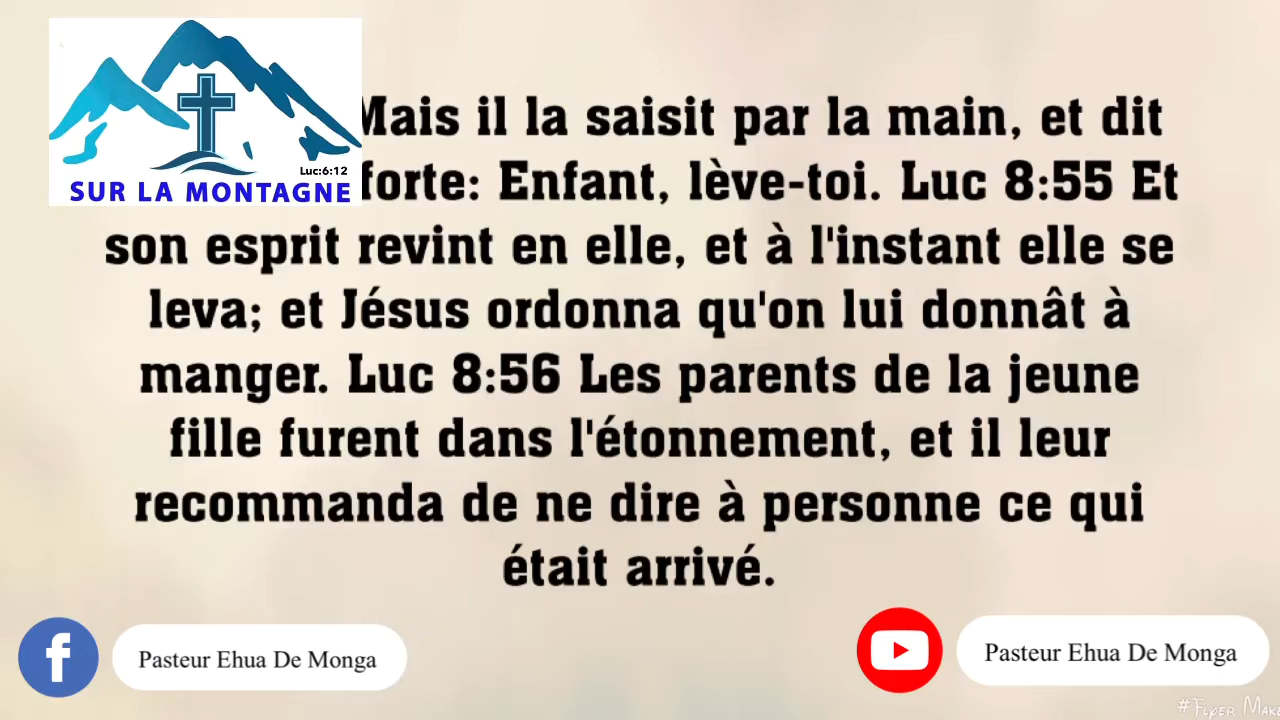 Luc:6:12
SUR LA MONTAGNE
Mais il la saisit par la main, et dit
forte: Enfant, lève-toi. Luc 8:55 Et
son esprit revint en elle, et à l'instant elle se
leva; et Jésus ordonna qu'on lui donnât à
manger. Luc 8:56 Les parents de la jeune
fille furent dans l'étonnement, et il leur
recommanda de ne dire à personne ce qui
était arrivé.
Pasteur Ehua De Monga
Pasteur Ehua De Monga
#Flyer